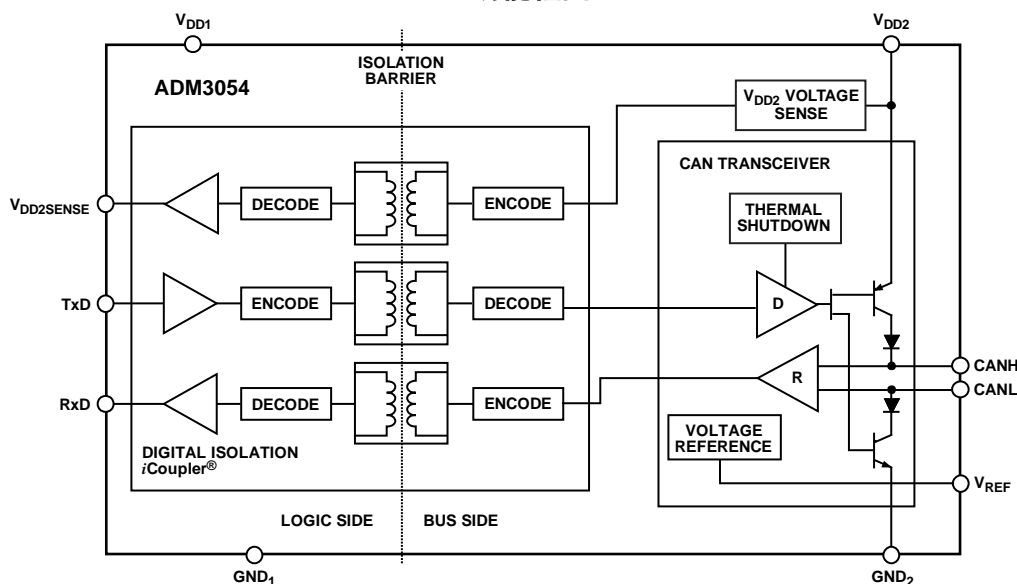 VDD1
VDD2
ADM3054
ISOLATION
BARRIER
VDD2 VOLTAGE
SENSE
CAN TRANSCEIVER
VDD2SENSE
DECODE
ENCODE
THERMAL
SHUTDOWN
TxD
ENCODE
DECODE
D
CANH
R
CANL
RxD
DECODE
ENCODE
VOLTAGE
REFERENCE
DIGITAL ISOLATION
iCoupler®
VREF
LOGIC SIDE
BUS SIDE
GND1
GND2